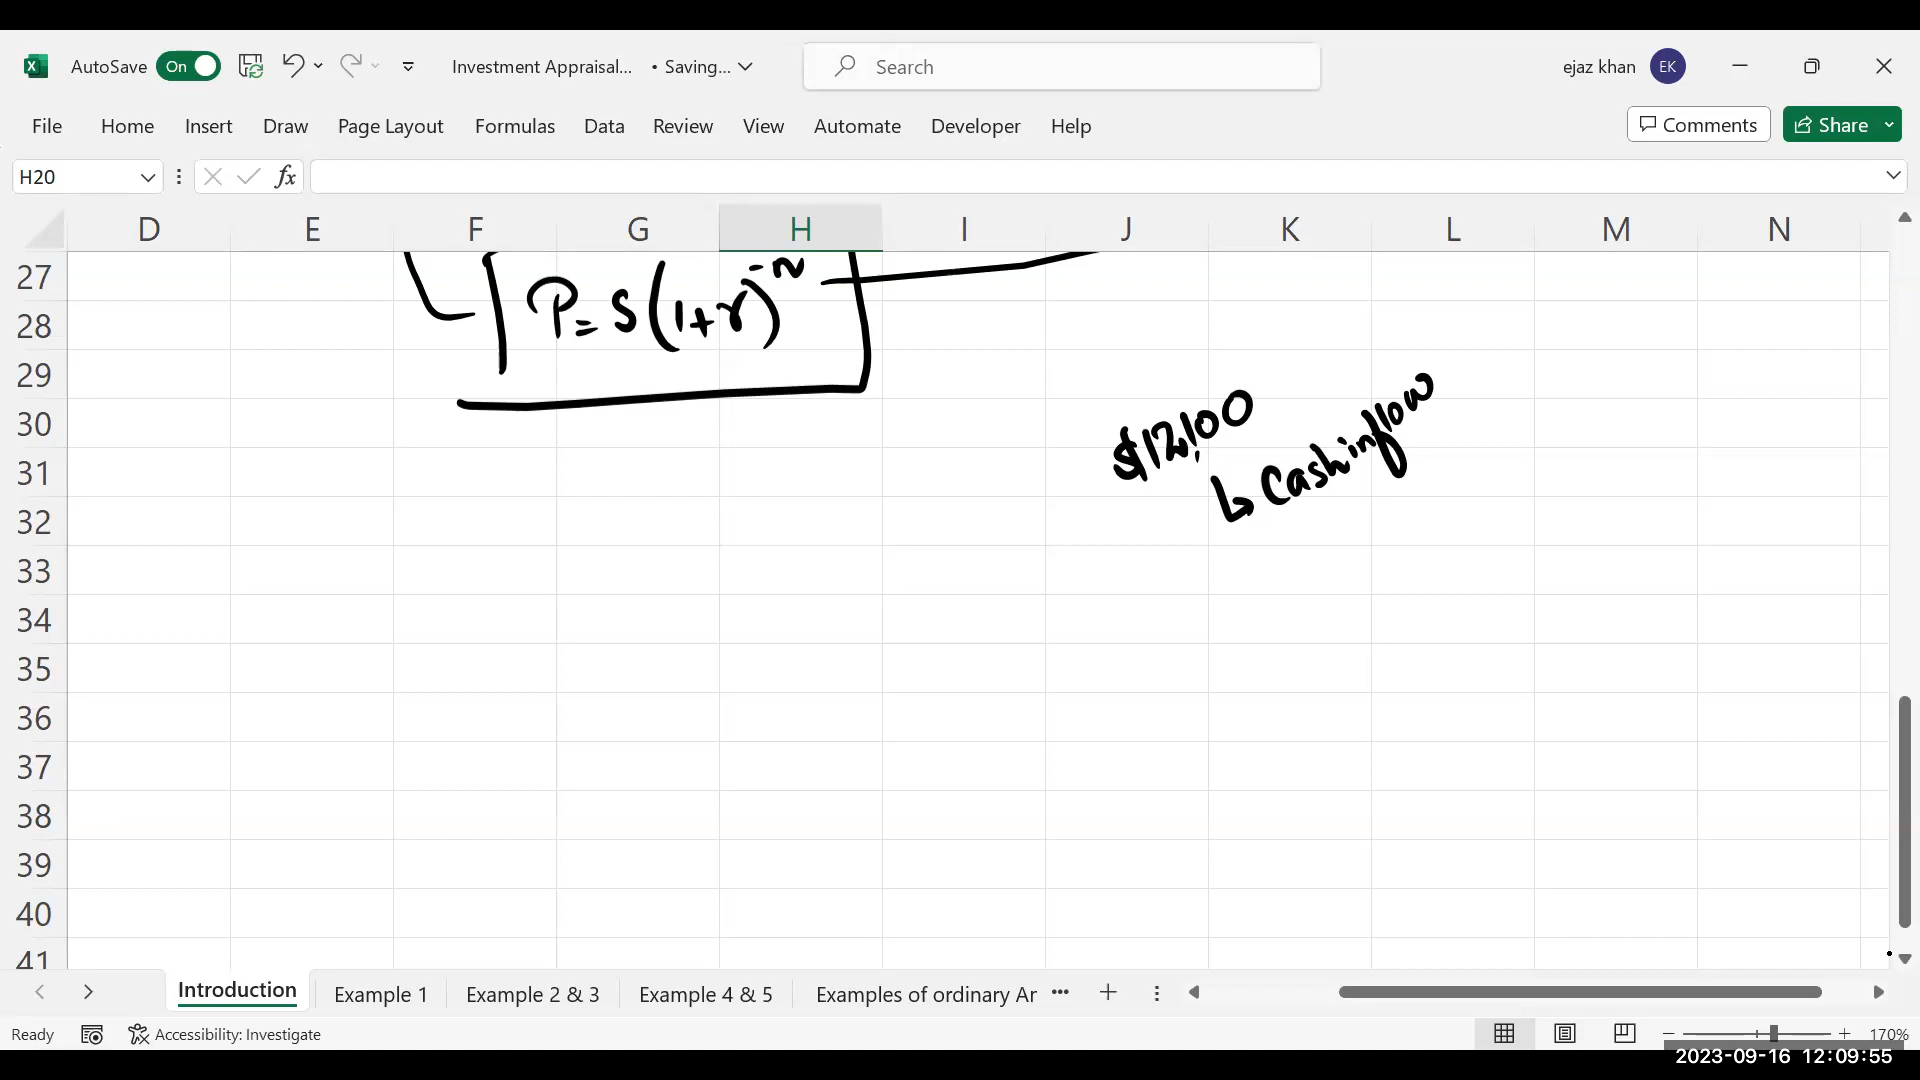 AutoSave On Investment Appraisal... • Saving... Search ejaz khan EK
File Home Insert Draw Page Layout Formulas Data Review View Automate Developer Help Comments Share
H20 fx
D E F G H I J K L M N
27
28
29
30
31
32
33
34
35
36
37
38
39
40
41
P = S(1+r)^-n
$12,100
↳ Cash inflow
Introduction Example 1 Example 2 & 3 Example 4 & 5 Examples of ordinary Ar ...
Ready Accessibility: Investigate 170%
2023-09-16 12:09:55